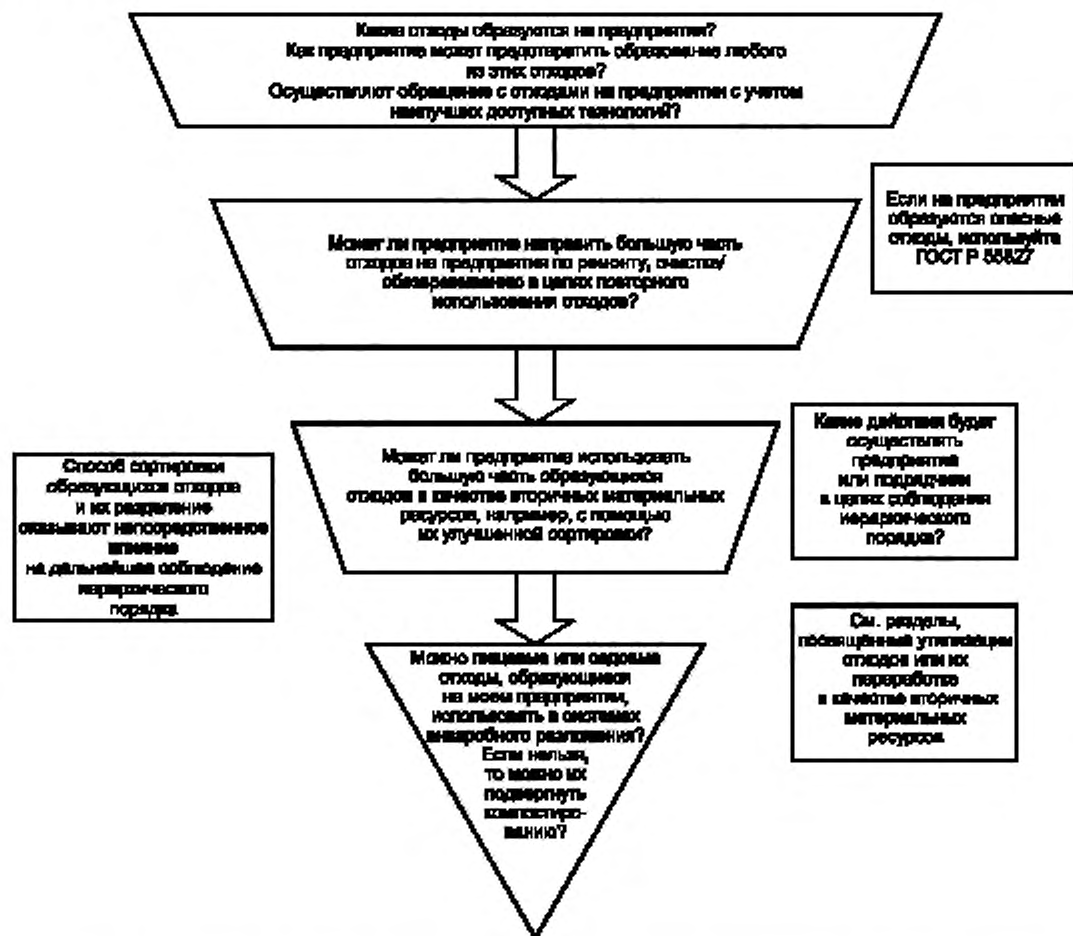 Какие отходы образуются на предприятии?
Как предприятие может предотвратить образование любого
из этих отходов?
Осуществляют обращение с отходами на предприятии с учетом
наилучших доступных технологий?
Если на предприятии
образуются опасные
отходы, используйте
ГОСТ Р 55827
Может ли предприятие направить большую часть
отходов на предприятия по ремонту, очистке/
обеззараживанию в целях повторного
использования отходов?
Какие действия будет
осуществлять
предприятие
или подрядчики
в целях соблюдения
иерархического
порядка?
Может ли предприятие использовать
большую часть образующихся
отходов в качестве вторичных материальных
ресурсов, например, с помощью
их улучшенной сортировки?
Способ сортировки
образующихся отходов
и их разделение
оказывают непосредственное
влияние
на дальнейшее соблюдение
иерархического
порядка
См. разделы,
посвящённые утилизации
отходов или их
переработке
в качестве вторичных
материальных
ресурсов
Можно пищевые или садовые
отходы, образующиеся
на моем предприятии,
использовать в системах
анаэробного разложения?
Если нельзя,
то можно их
подвергнуть
компостиро-
ванию?